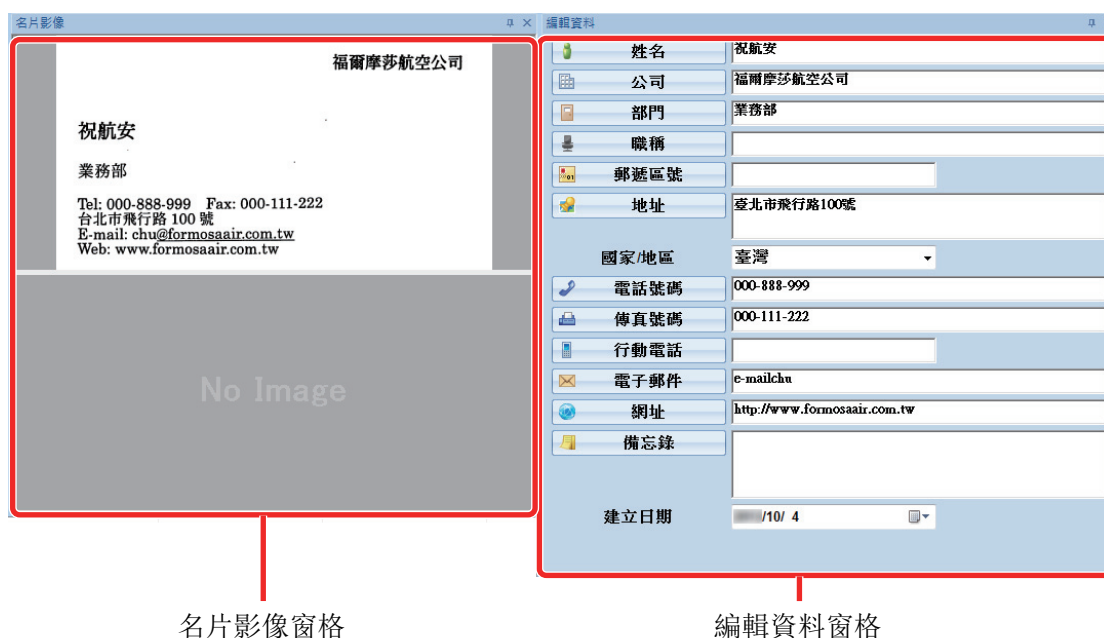 名片影像
福爾摩莎航空公司
祝航安
業務部
Tel: 000-888-999 Fax: 000-111-222
台北市飛行路 100 號
E-mail: chu@formosaair.com.tw
Web: www.formosaair.com.tw
No Image
名片影像窗格
編輯資料
姓名 祝航安
公司 福爾摩莎航空公司
部門 業務部
職稱
郵遞區號
地址 臺北市飛行路100號
國家/地區 臺灣
電話號碼 000-888-999
傳真號碼 000-111-222
行動電話
電子郵件 e-mailchu
網址 http://www.formosaair.com.tw
備忘錄
建立日期 /10/ 4
編輯資料窗格